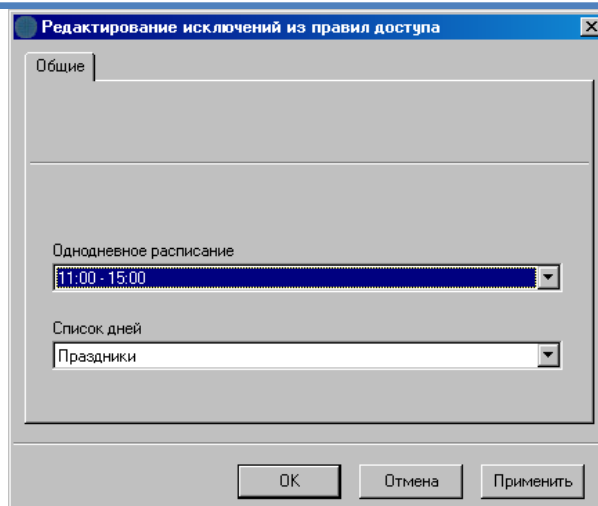 Редактирование исключений из правил доступа
Общие
Однодневное расписание
11:00 - 15:00
Список дней
Праздники
OK
Отмена
Применить